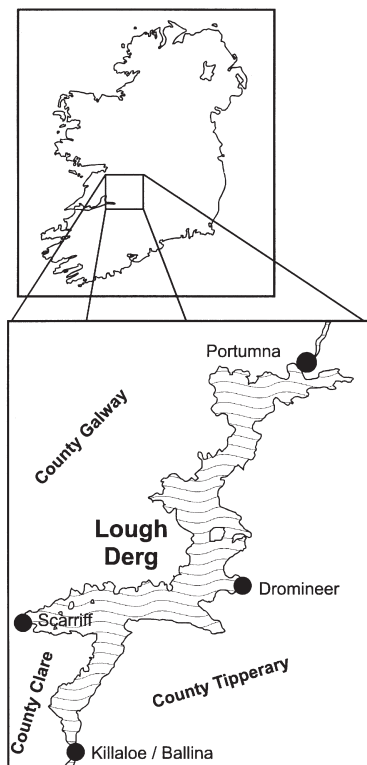 Portumna
County Galway
Lough
Derg
Dromineer
Scarriff
County Clare
County Tipperary
Killaloe / Ballina